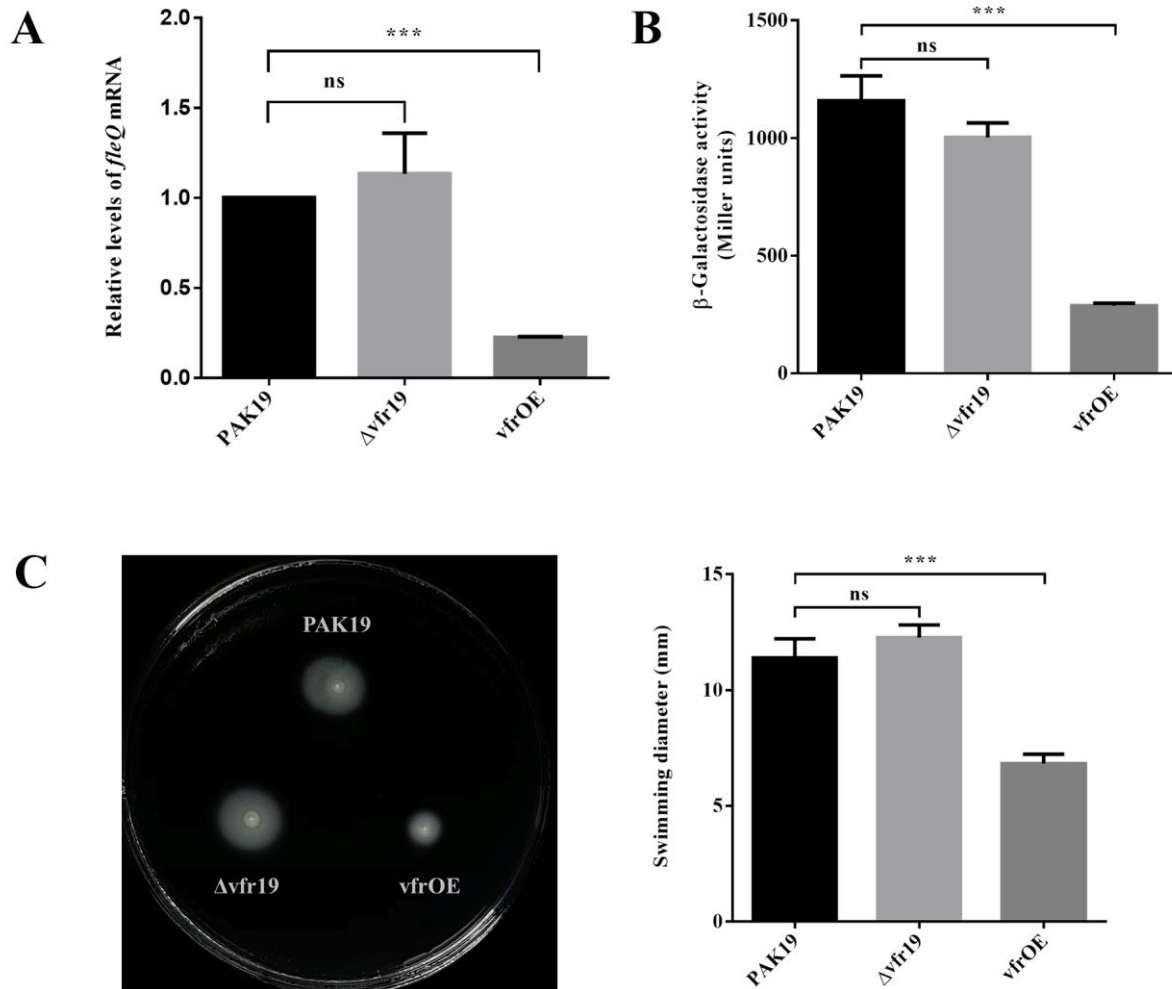 A
Relative levels of fleQ mRNA
2.0
1.5
1.0
0.5
0.0
***
ns
PAK19
Δvfr19
vfrOE
B
β-Galactosidase activity
(Miller units)
1500
1000
500
0
***
ns
PAK19
Δvfr19
vfrOE
C
PAK19
Δvfr19
vfrOE
Swimming diameter (mm)
15
10
5
0
***
ns
PAK19
Δvfr19
vfrOE